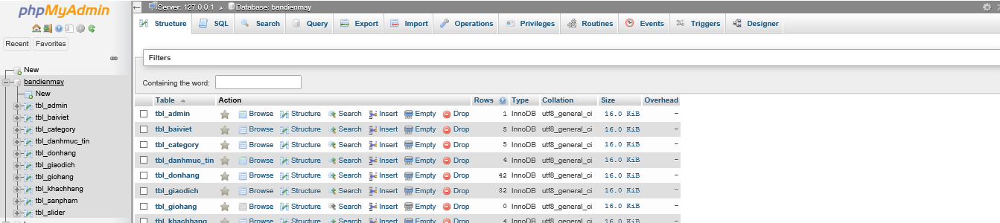 phpMyAdmin
Recent Favorites
New
bandienmay
New
tbl_admin
tbl_baiviet
tbl_category
tbl_danhmuc_tin
tbl_donhang
tbl_giaodich
tbl_giohang
tbl_khachhang
tbl_sanpham
tbl_slider
Server: 127.0.0.1 » Database: bandienmay
Structure SQL Search Query Export Import Operations Privileges Routines Events Triggers Designer
Filters
Containing the word:
Table Action Rows Type Collation Size Overhead
tbl_admin Browse Structure Search Insert Empty Drop 1 InnoDB utf8_general_ci 16.0 KiB –
tbl_baiviet Browse Structure Search Insert Empty Drop 5 InnoDB utf8_general_ci 16.0 KiB –
tbl_category Browse Structure Search Insert Empty Drop 5 InnoDB utf8_general_ci 16.0 KiB –
tbl_danhmuc_tin Browse Structure Search Insert Empty Drop 4 InnoDB utf8_general_ci 16.0 KiB –
tbl_donhang Browse Structure Search Insert Empty Drop 42 InnoDB utf8_general_ci 16.0 KiB –
tbl_giaodich Browse Structure Search Insert Empty Drop 32 InnoDB utf8_general_ci 16.0 KiB –
tbl_giohang Browse Structure Search Insert Empty Drop 0 InnoDB utf8_general_ci 16.0 KiB –
tbl_khachhang Browse Structure Search Insert Empty Drop 4 InnoDB utf8_general_ci 16.0 KiB –